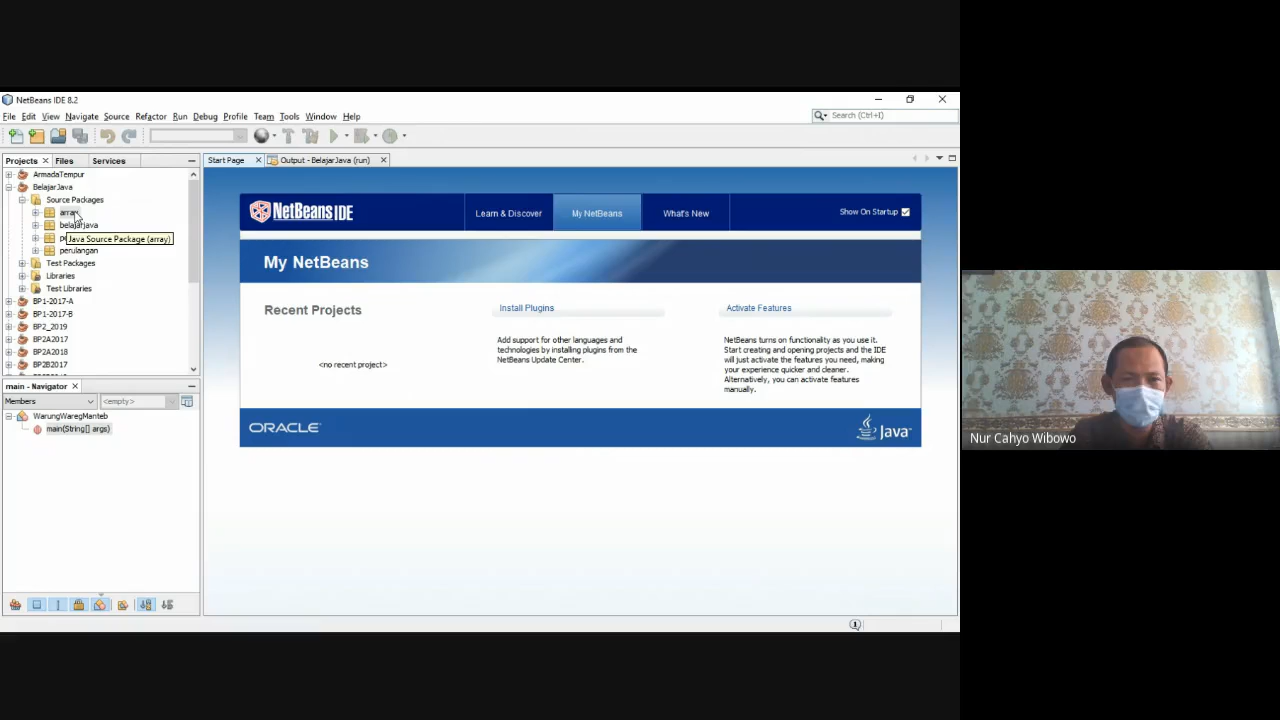 NetBeans IDE 8.2
File Edit View Navigate Source Refactor Run Debug Profile Team Tools Window Help
Search (Ctrl+I)
Projects Files Services
Start Page Output - BelajarJava (run)
ArmadaTempur
BelajarJava
Source Packages
array
belajarjava
Java Source Package (array)
perulangan
Test Packages
Libraries
Test Libraries
BP1-2017-A
BP1-2017-B
BP2_2019
BP2A2017
BP2A2018
BP2B2017
main - Navigator
Members <empty>
WarungWaregManteb
main(String[] args)
NetBeans IDE
Learn & Discover My NetBeans What's New Show On Startup
My NetBeans
Recent Projects
<no recent project>
Install Plugins
Add support for other languages and
technologies by installing plugins from the
NetBeans Update Center.
Activate Features
NetBeans turns on functionality as you use it.
Start creating and opening projects and the IDE
will just activate the features you need, making
your experience quicker and cleaner.
Alternatively, you can activate features
manually.
ORACLE Java
Nur Cahyo Wibowo